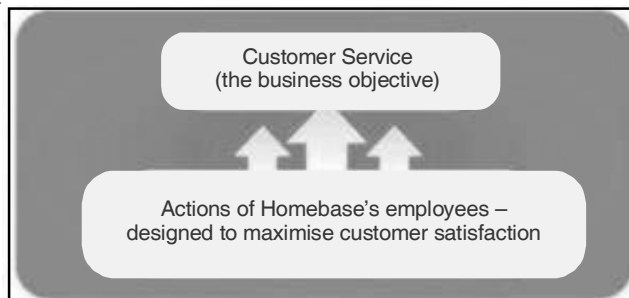 Customer Service
(the business objective)
Actions of Homebase's employees –
designed to maximise customer satisfaction